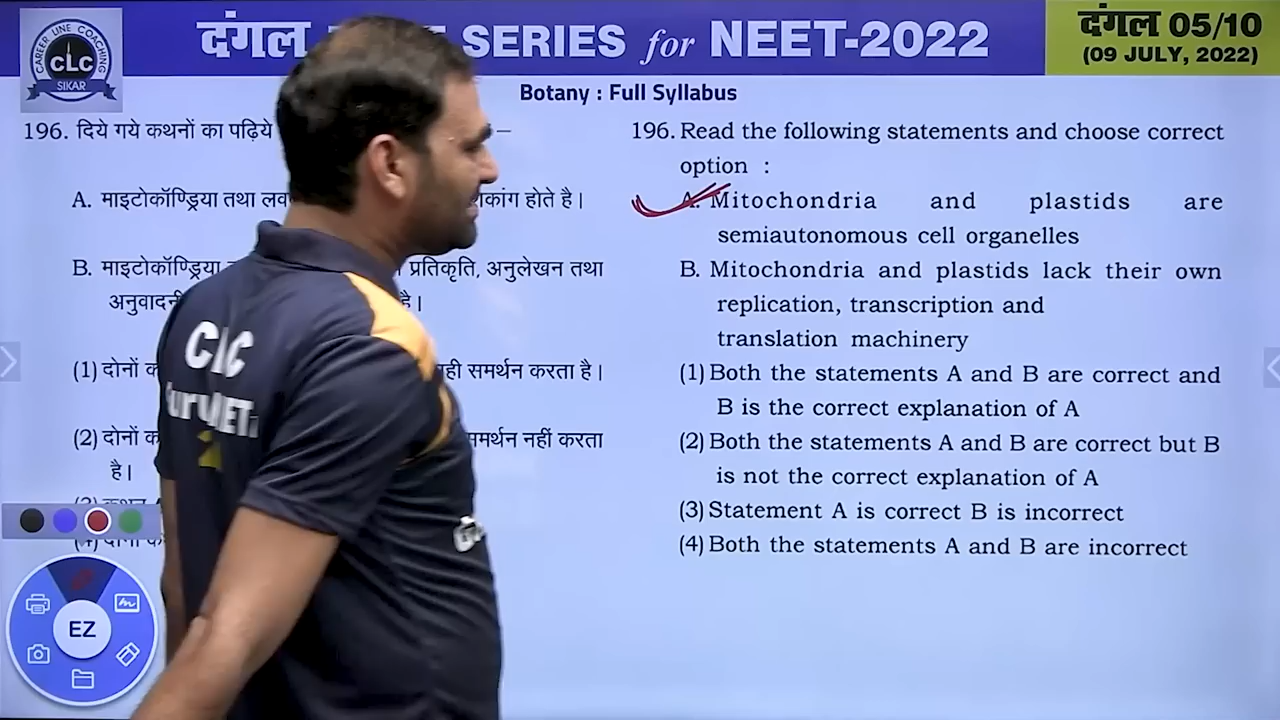 CAREER LINE COACHING
CLC
SIKAR
दंगल SERIES for NEET-2022
दंगल 05/10
(09 JULY, 2022)
Botany : Full Syllabus
196. दिये गये कथनों का पढ़िये –
A. माइटोकॉण्ड्रिया तथा होते है।
B. माइटोकॉण्ड्रिया प्रतिकृति, अनुलेखन तथा
है।
(1) दोनों समर्थन करता है।
(2) दोनों समर्थन नहीं करता
है।
196. Read the following statements and choose correct
option :
A. Mitochondria and plastids are
semiautonomous cell organelles
B. Mitochondria and plastids lack their own
replication, transcription and
translation machinery
(1) Both the statements A and B are correct and
B is the correct explanation of A
(2) Both the statements A and B are correct but B
is not the correct explanation of A
(3) Statement A is correct B is incorrect
(4) Both the statements A and B are incorrect
EZ